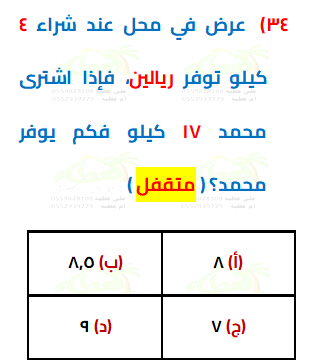 ٣٤) عرض في محل عند شراء ٤
كيلو توفر ريالين، فإذا اشترى
محمد ١٧ كيلو فكم يوفر
محمد؟ ( متقفل )
(أ) ٨
(ب) ٨,٥
(ج) ٧
(د) ٩